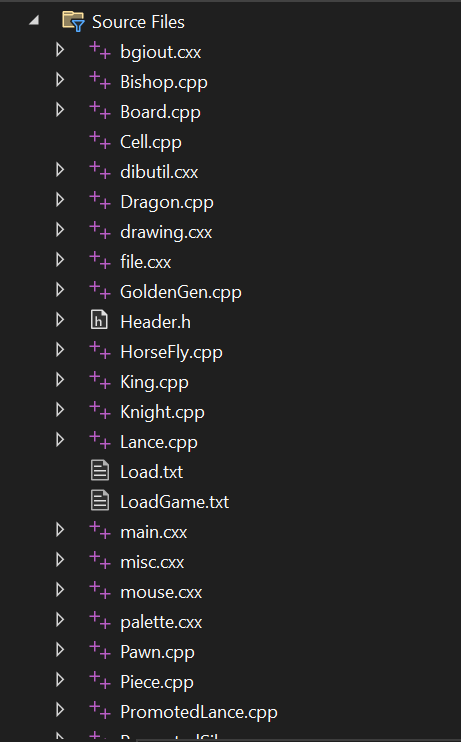 Source Files
bgiout.cxx
Bishop.cpp
Board.cpp
Cell.cpp
dibutil.cxx
Dragon.cpp
drawing.cxx
file.cxx
GoldenGen.cpp
Header.h
HorseFly.cpp
King.cpp
Knight.cpp
Lance.cpp
Load.txt
LoadGame.txt
main.cxx
misc.cxx
mouse.cxx
palette.cxx
Pawn.cpp
Piece.cpp
PromotedLance.cpp